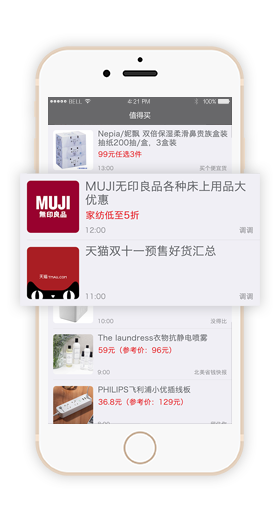 BELL 4:21 PM 100%
值得买
Nepia/妮飘 双倍保湿柔滑鼻贵族盒装
抽纸200抽/盒，3盒装
99元任选3件
13:00 买个便宜货
MUJI
無印良品
MUJI无印良品各种床上用品大
优惠
家纺低至5折
12:00 调调
天猫 TMALL.COM
天猫双十一预售好货汇总
11:00 调调
10:00 没得比
The laundress衣物抗静电喷雾
59元（参考价：96元）
9:00 北美省钱快报
PHILIPS飞利浦小优插线板
36.8元（参考价：129元）